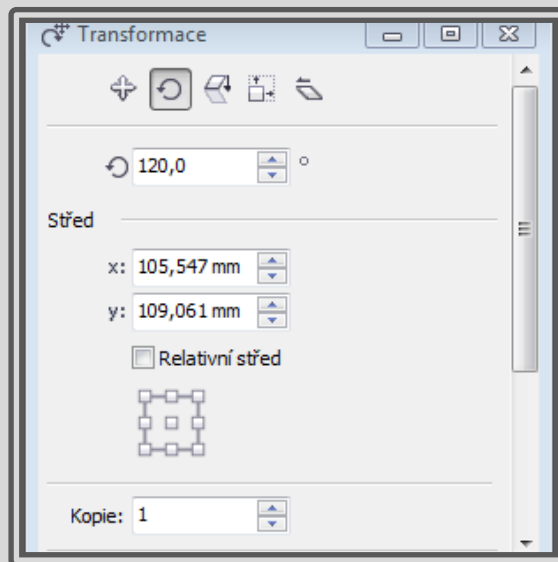 Transformace
120,0 °
Střed
x: 105,547 mm
y: 109,061 mm
Relativní střed
Kopie: 1